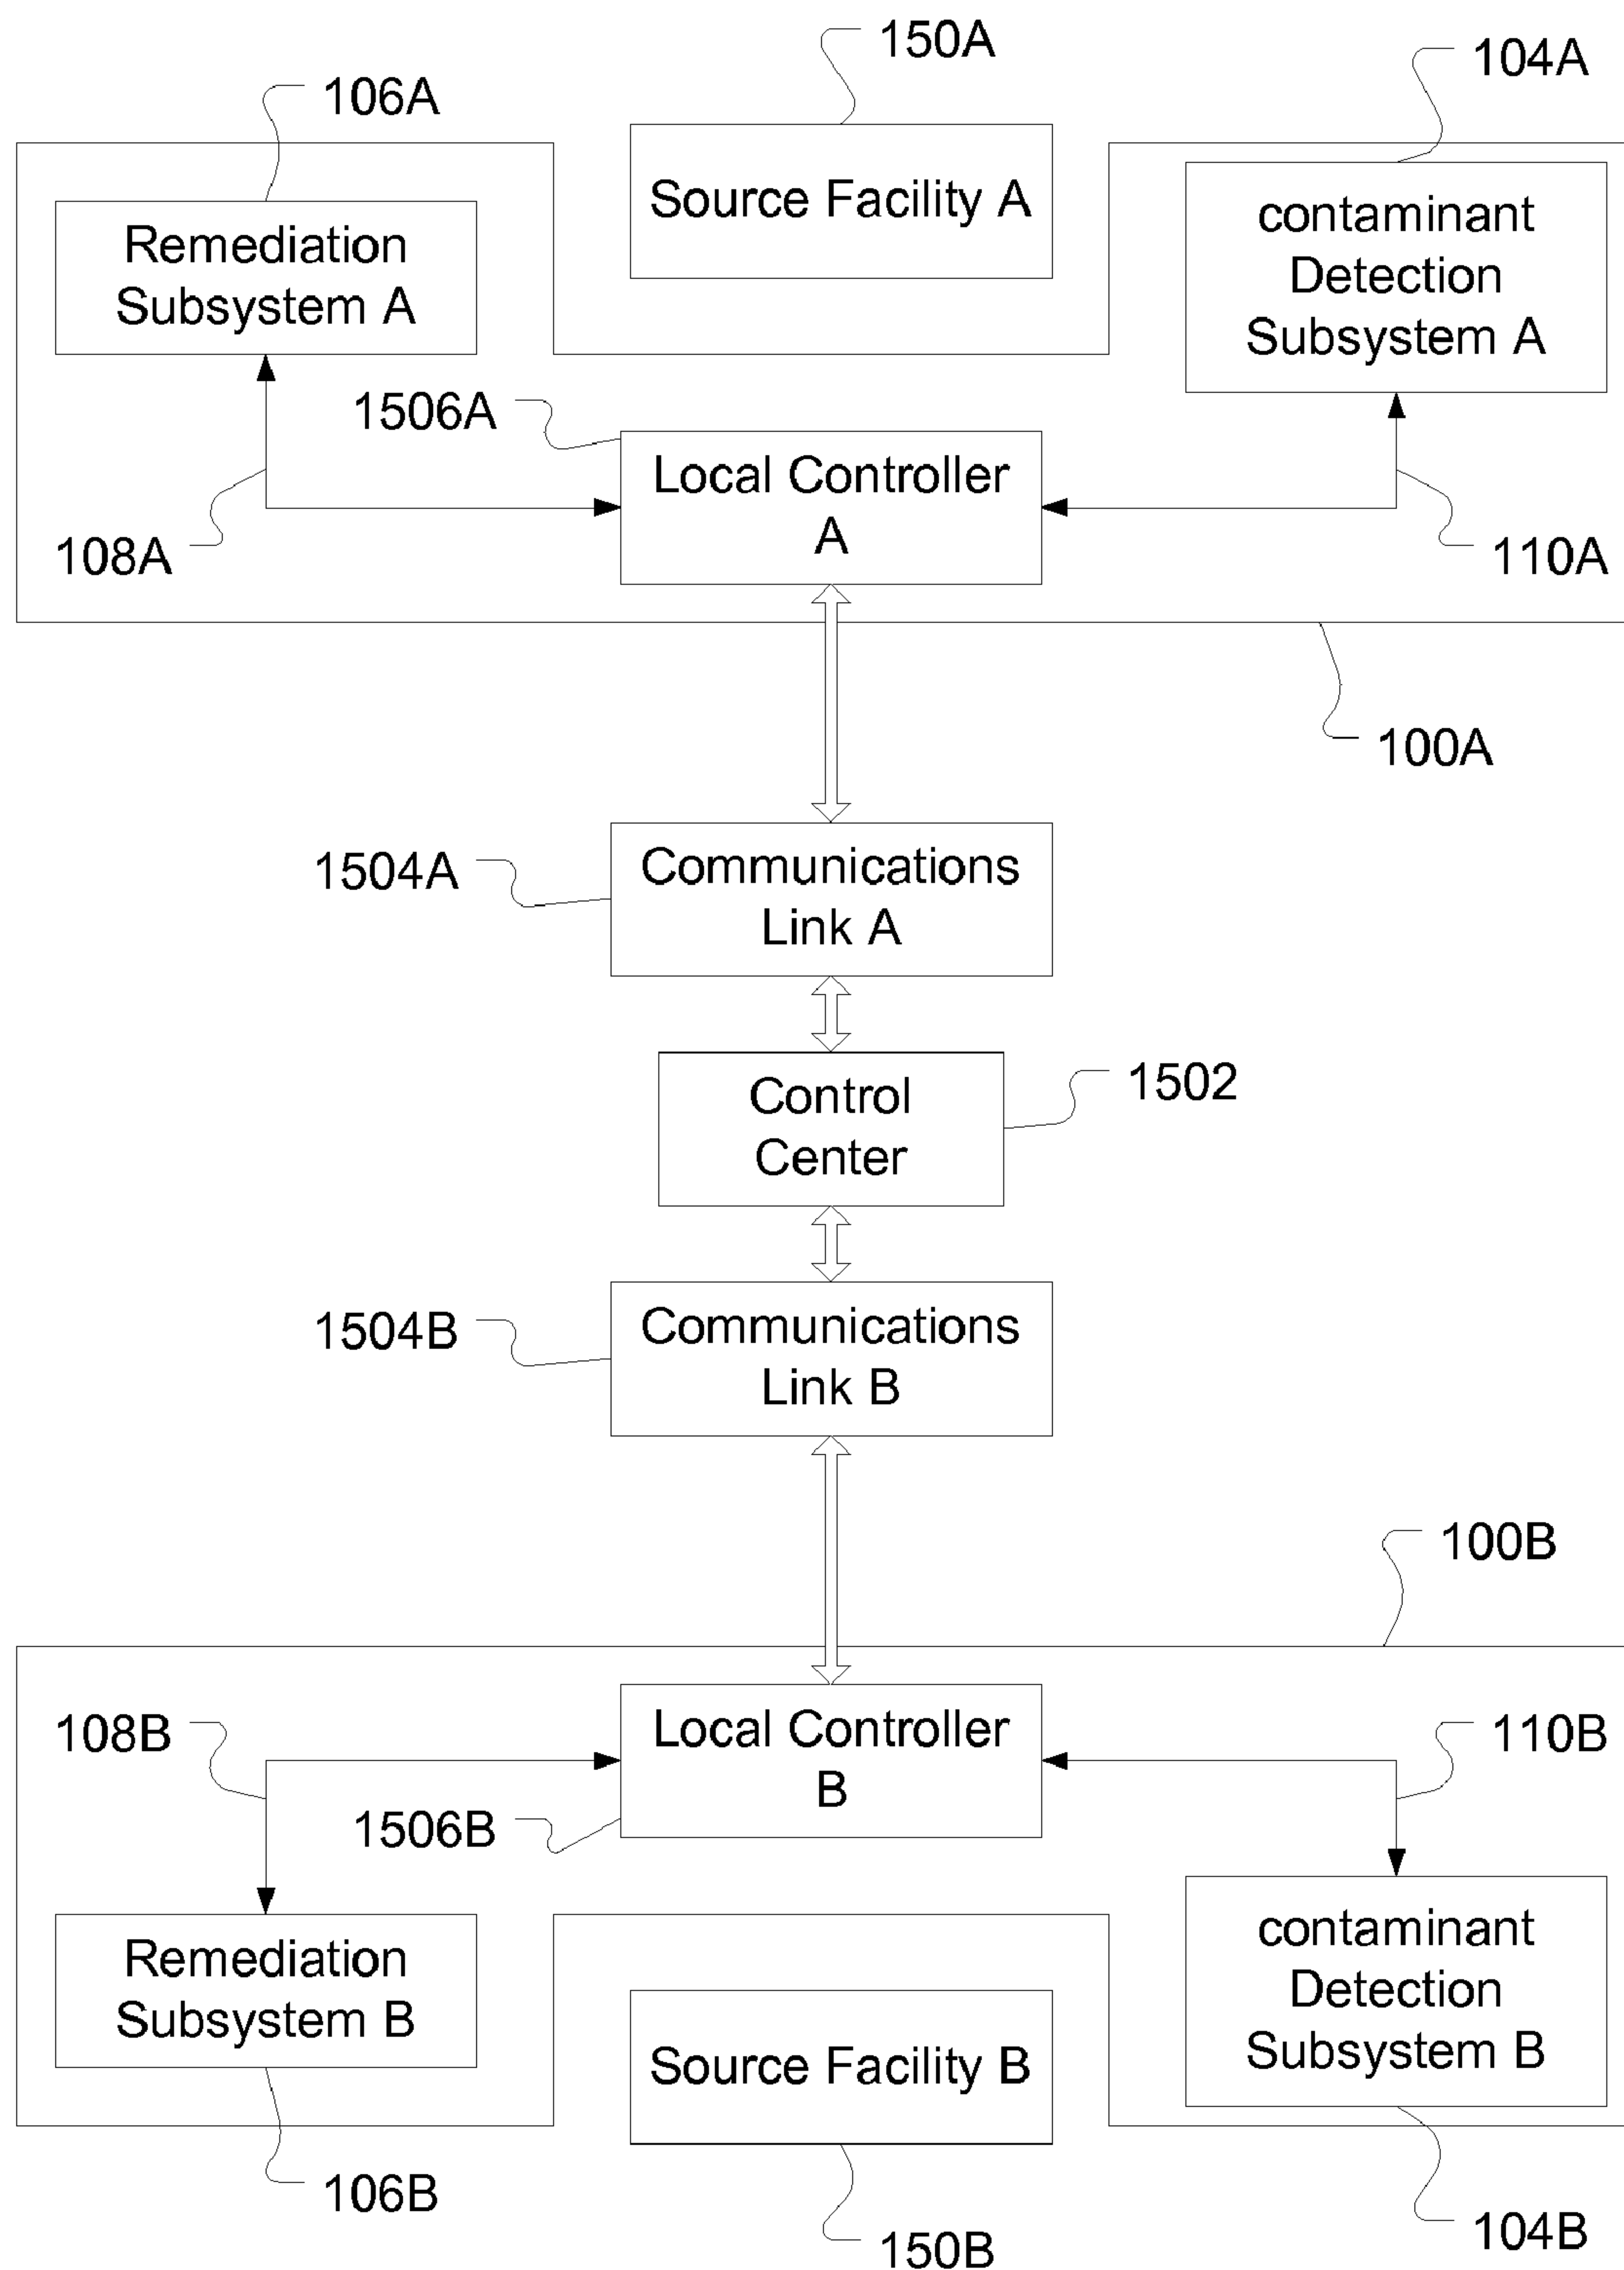 150A
104A
106A
Source Facility A
contaminant
Detection
Subsystem A
Remediation
Subsystem A
1506A
Local Controller
A
108A
110A
100A
1504A
Communications
Link A
Control
Center
1502
1504B
Communications
Link B
100B
108B
Local Controller
B
110B
1506B
Remediation
Subsystem B
contaminant
Detection
Subsystem B
Source Facility B
106B
150B
104B